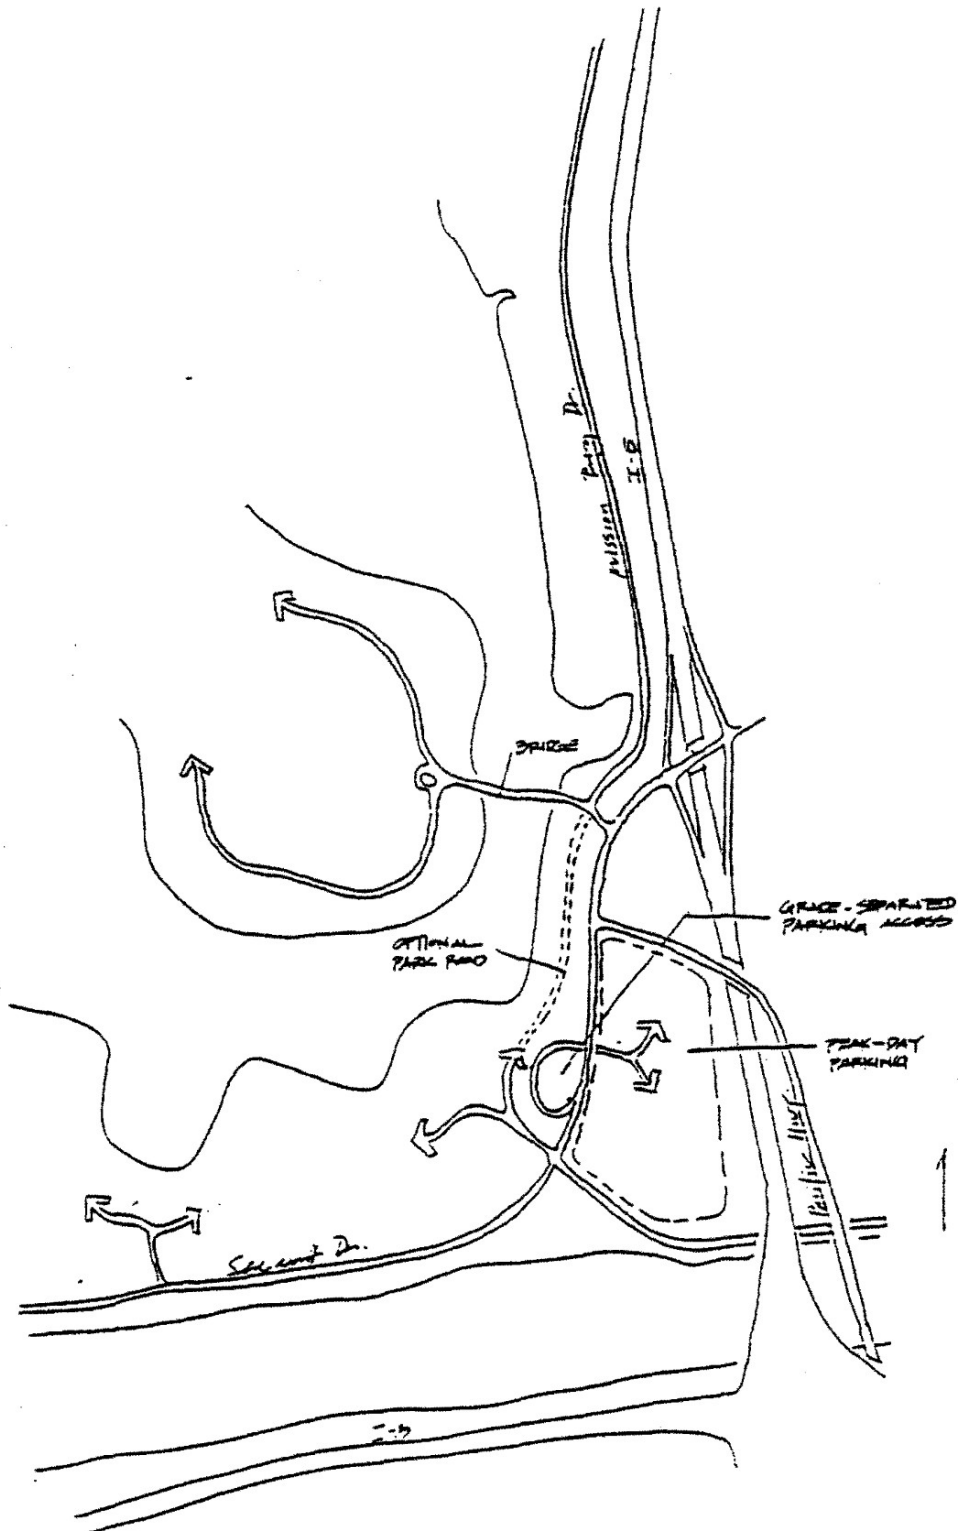 Mission Bay Dr.
I-8
BRIDGE
GRADE-SEPARATED
PARKING ACCESS
OPTIONAL
PARK ROAD
PEAK-DAY
PARKING
Pacific Hwy.
Dr.
I-5